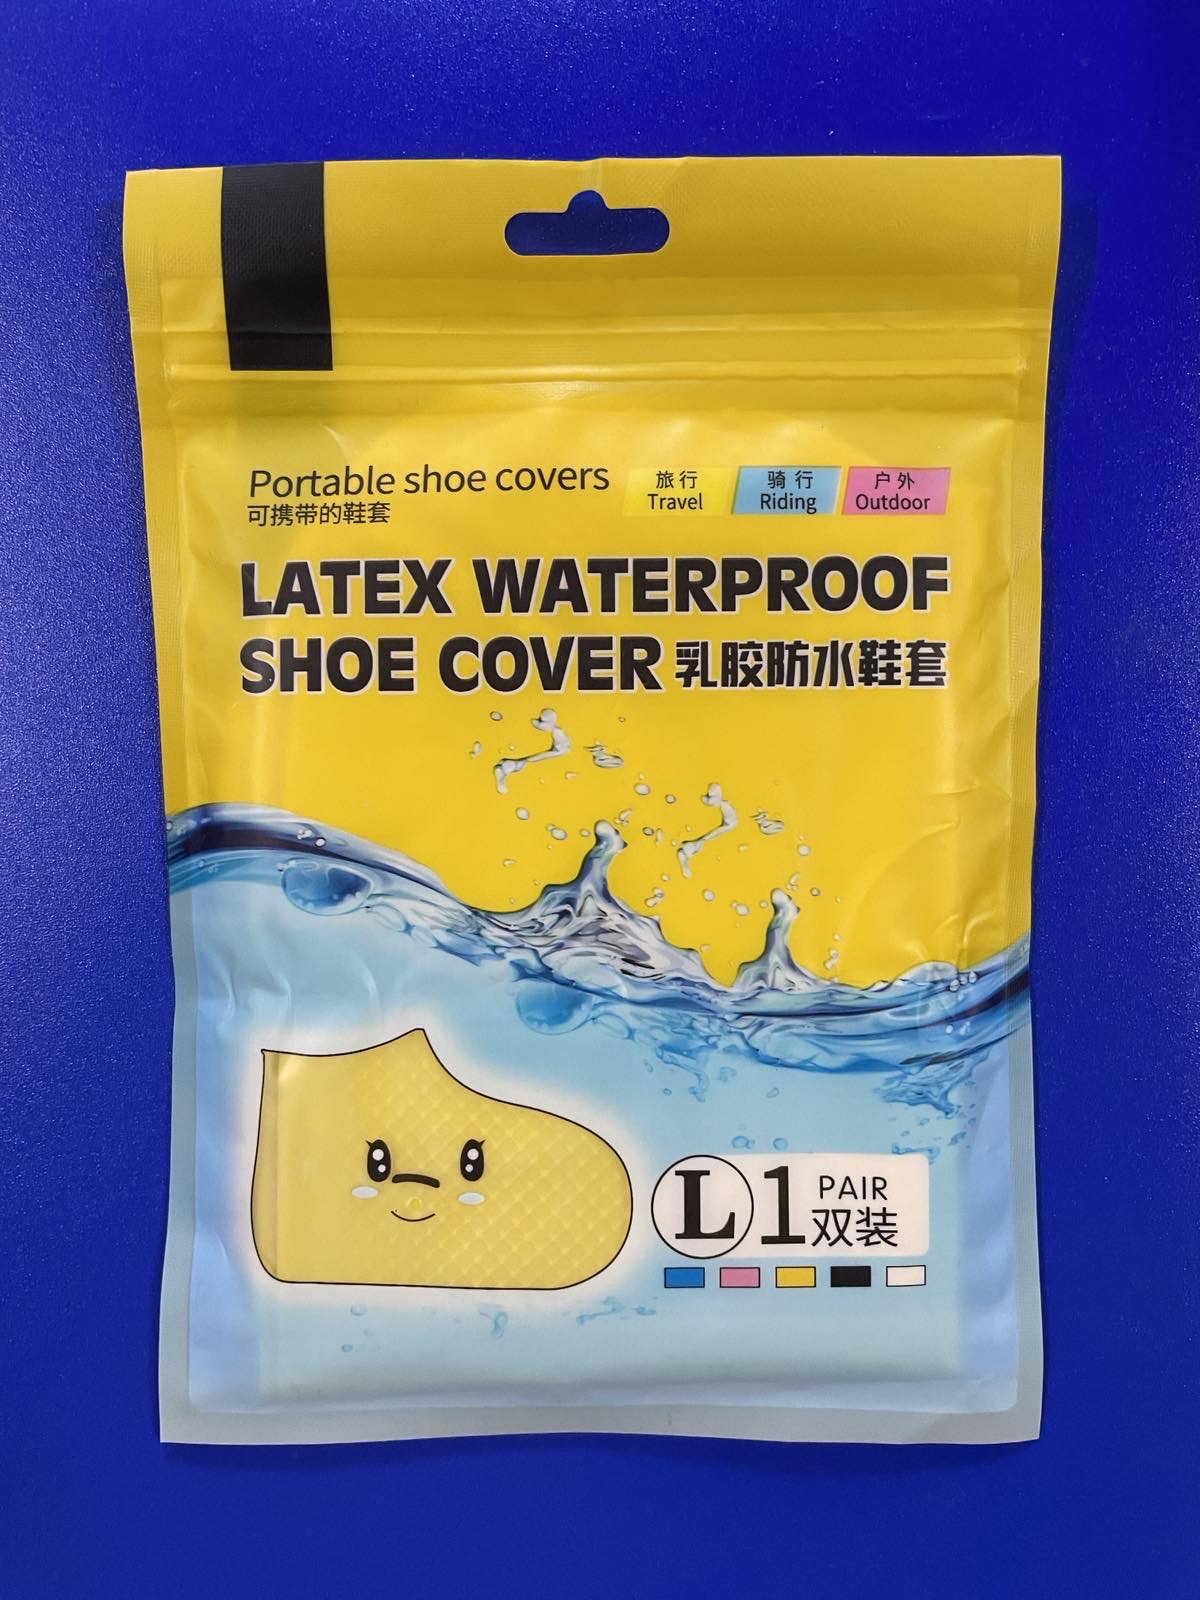 Portable shoe covers
可携带的鞋套
旅行 骑行 户外
Travel Riding Outdoor
LATEX WATERPROOF
SHOE COVER 乳胶防水鞋套
L 1 PAIR
双装